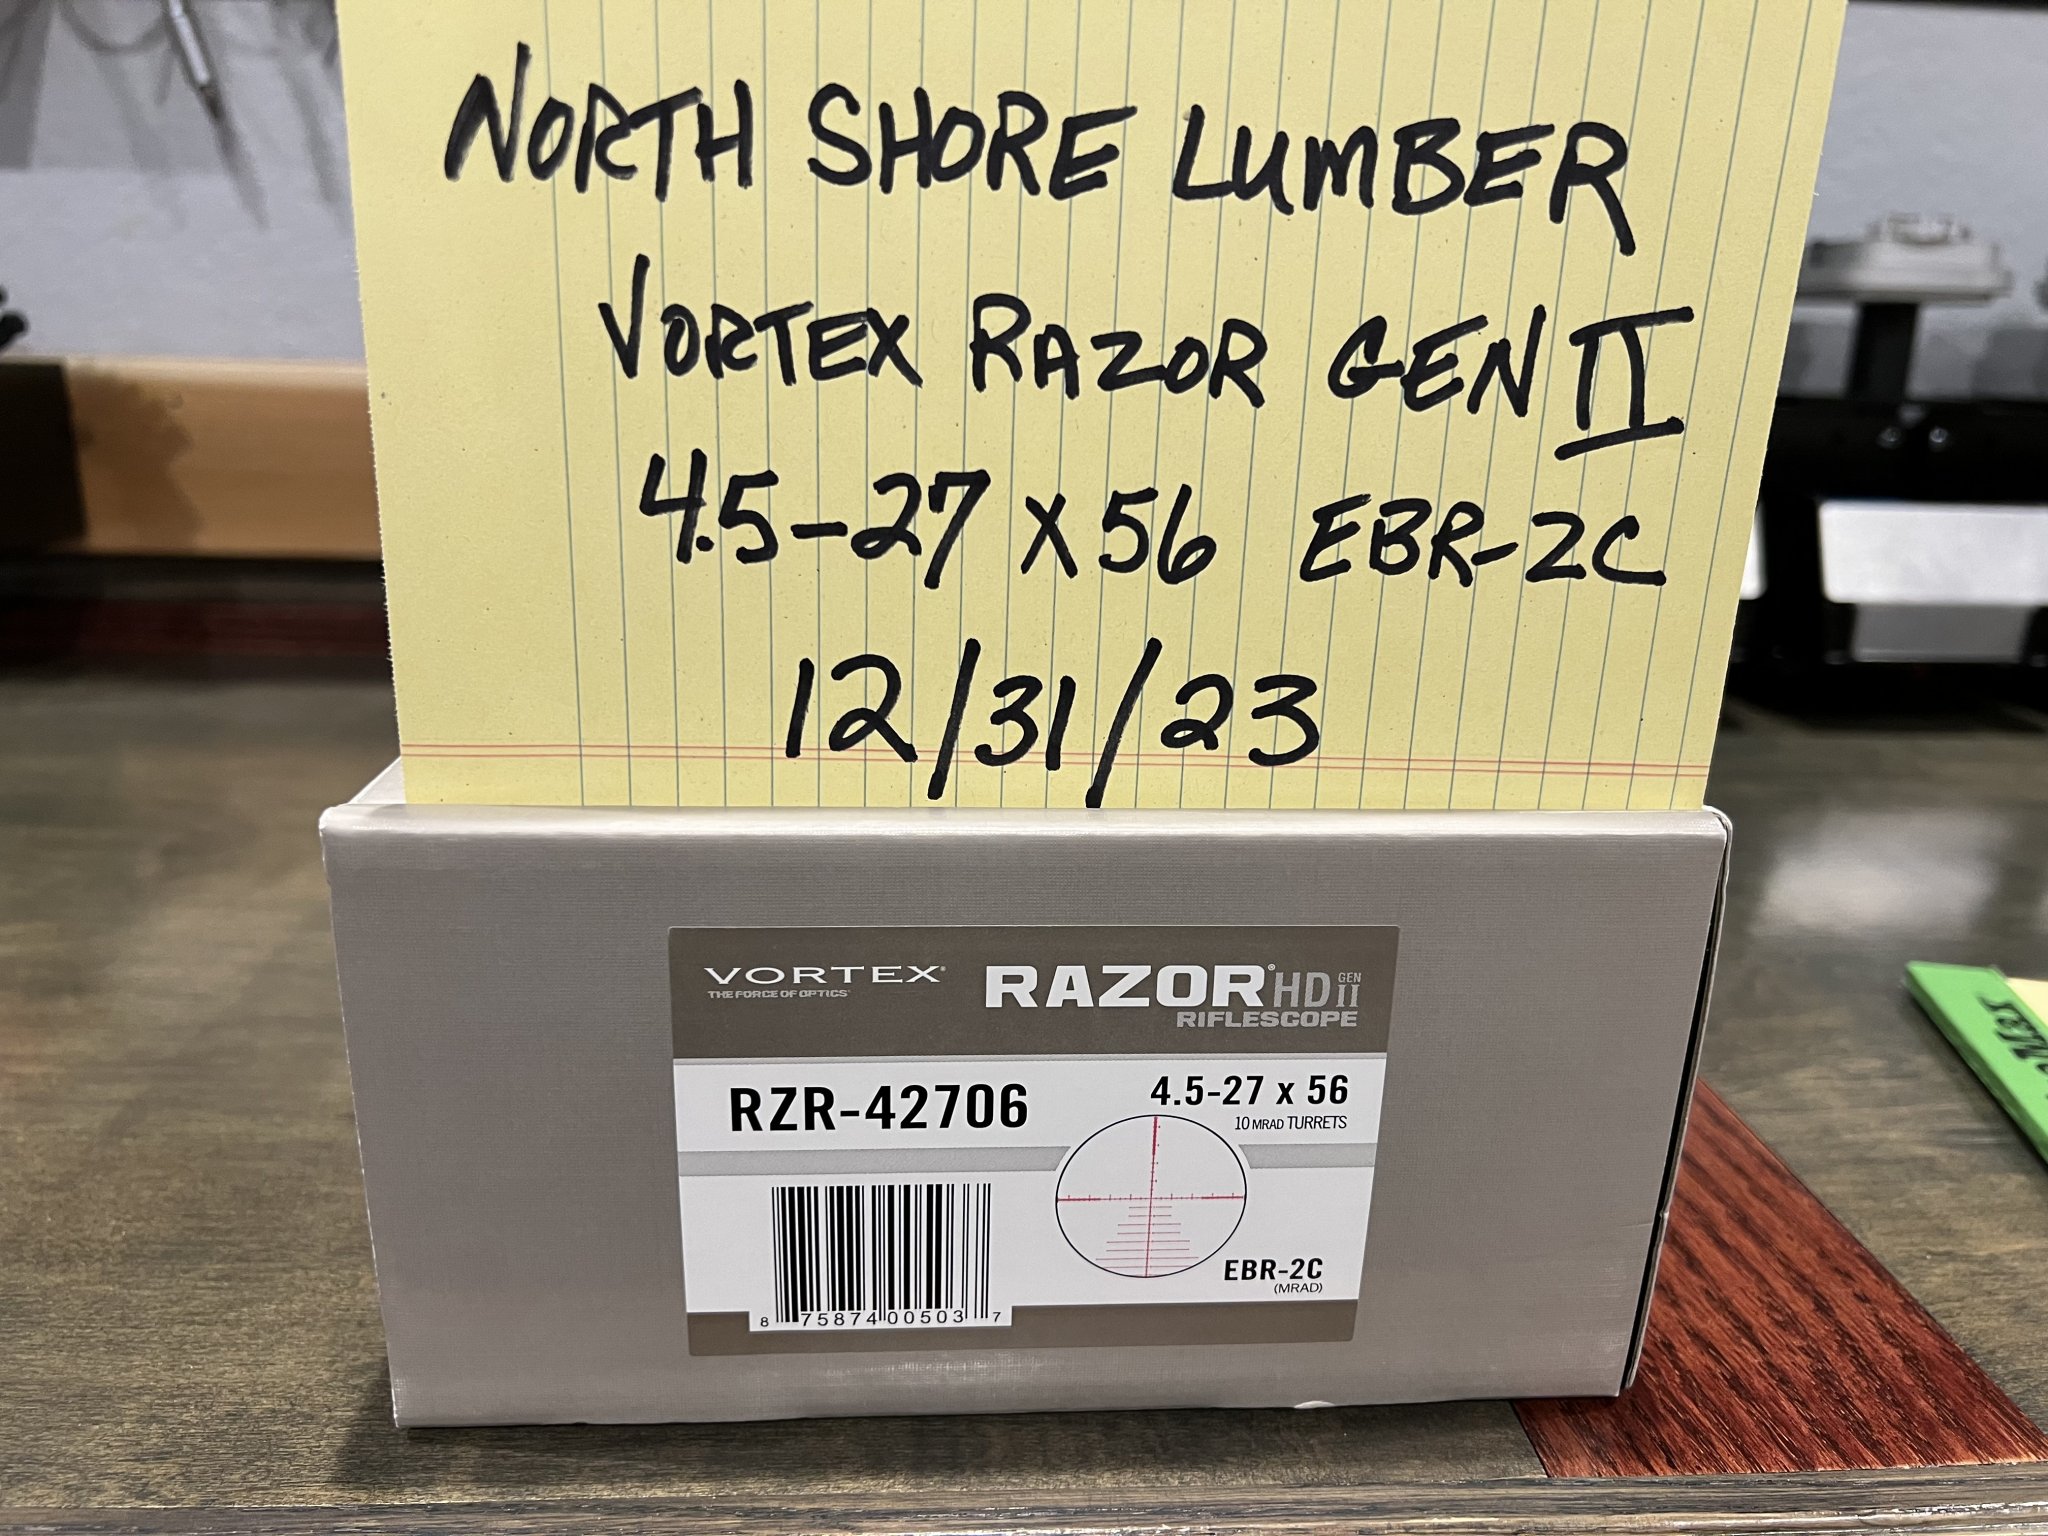 NORTH SHORE LUMBER
VORTEX RAZOR GEN II
4.5-27 x 56 EBR-2C
12/31/23
VORTEX®
THE FORCE OF OPTICS®
RAZOR® HD GEN II
RIFLESCOPE
RZR-42706
4.5-27 x 56
10 MRAD TURRETS
EBR-2C
(MRAD)
8 75874 00503 7